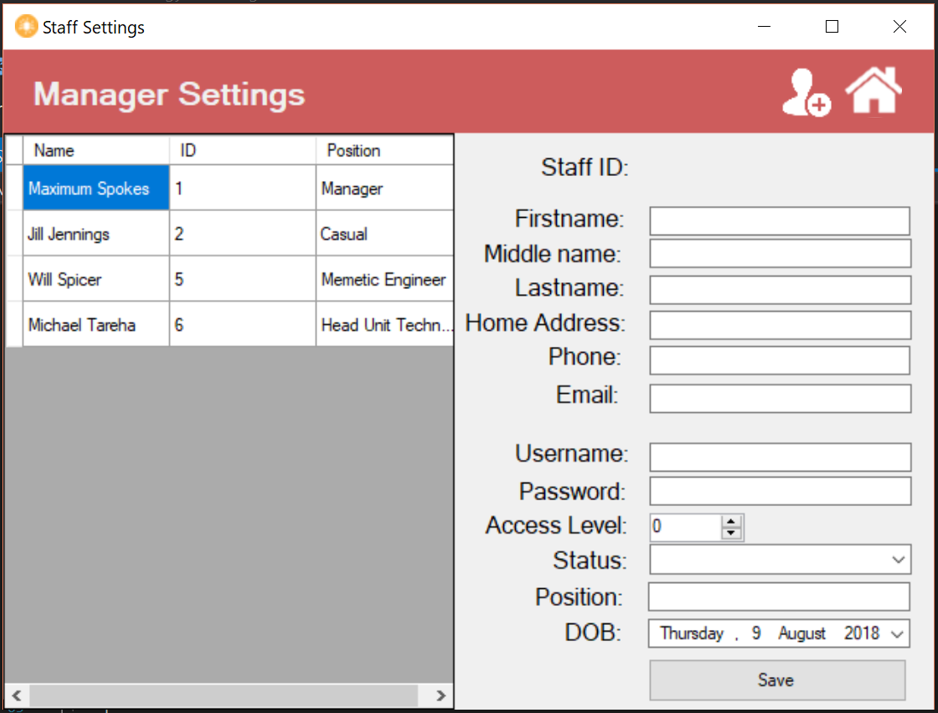 Staff Settings
Manager Settings
Name ID Position
Maximum Spokes 1 Manager
Jill Jennings 2 Casual
Will Spicer 5 Memetic Engineer
Michael Tareha 6 Head Unit Techn...
Staff ID:
Firstname:
Middle name:
Lastname:
Home Address:
Phone:
Email:
Username:
Password:
Access Level: 0
Status:
Position:
DOB: Thursday , 9 August 2018
Save